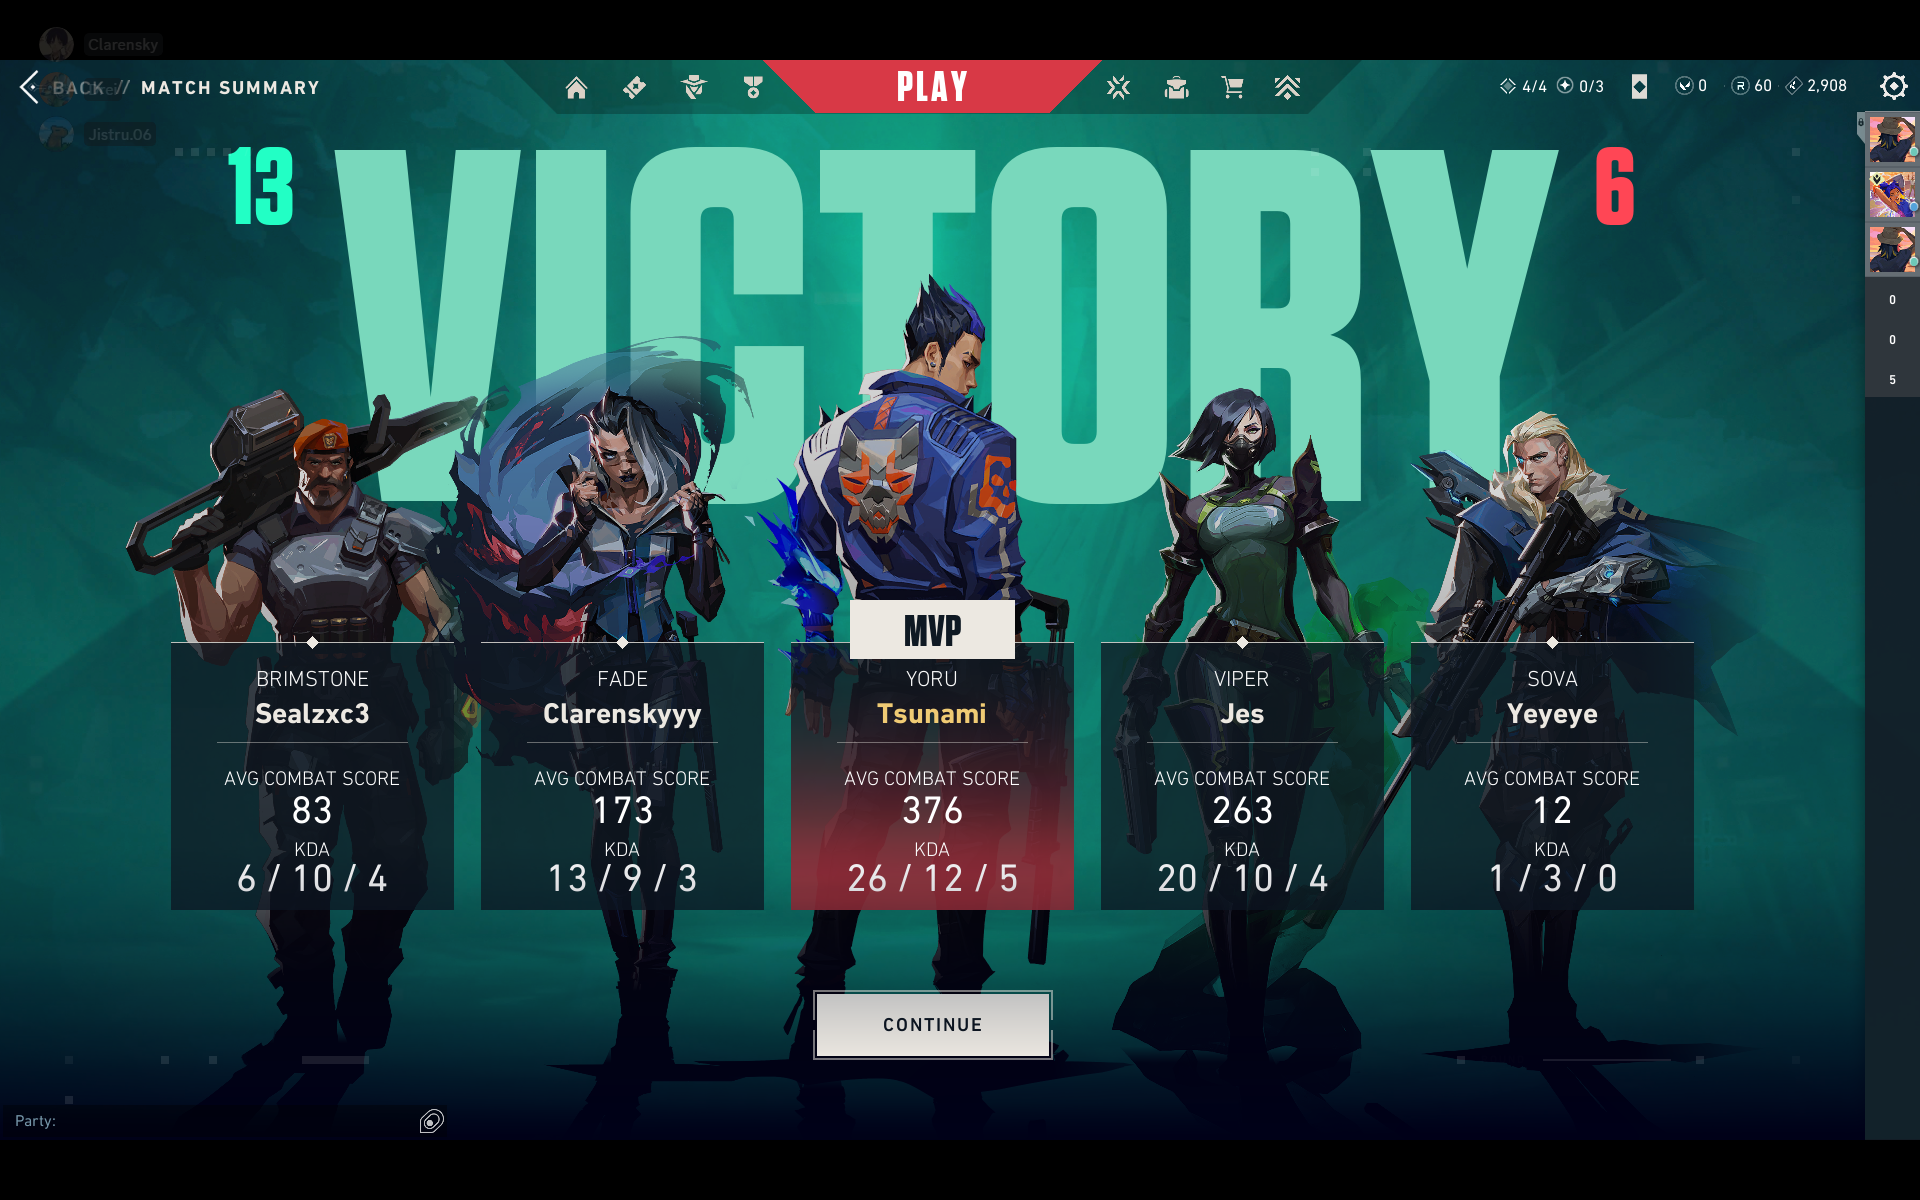 Clarensky
BACK // MATCH SUMMARY
PLAY
4/4
0/3
0
60
2,908
Jistru.06
13
VICTORY
6
0
0
5
MVP
BRIMSTONE
Sealzxc3
AVG COMBAT SCORE
83
KDA
6 / 10 / 4
FADE
Clarenskyyy
AVG COMBAT SCORE
173
KDA
13 / 9 / 3
YORU
Tsunami
AVG COMBAT SCORE
376
KDA
26 / 12 / 5
VIPER
Jes
AVG COMBAT SCORE
263
KDA
20 / 10 / 4
SOVA
Yeyeye
AVG COMBAT SCORE
12
KDA
1 / 3 / 0
CONTINUE
Party: